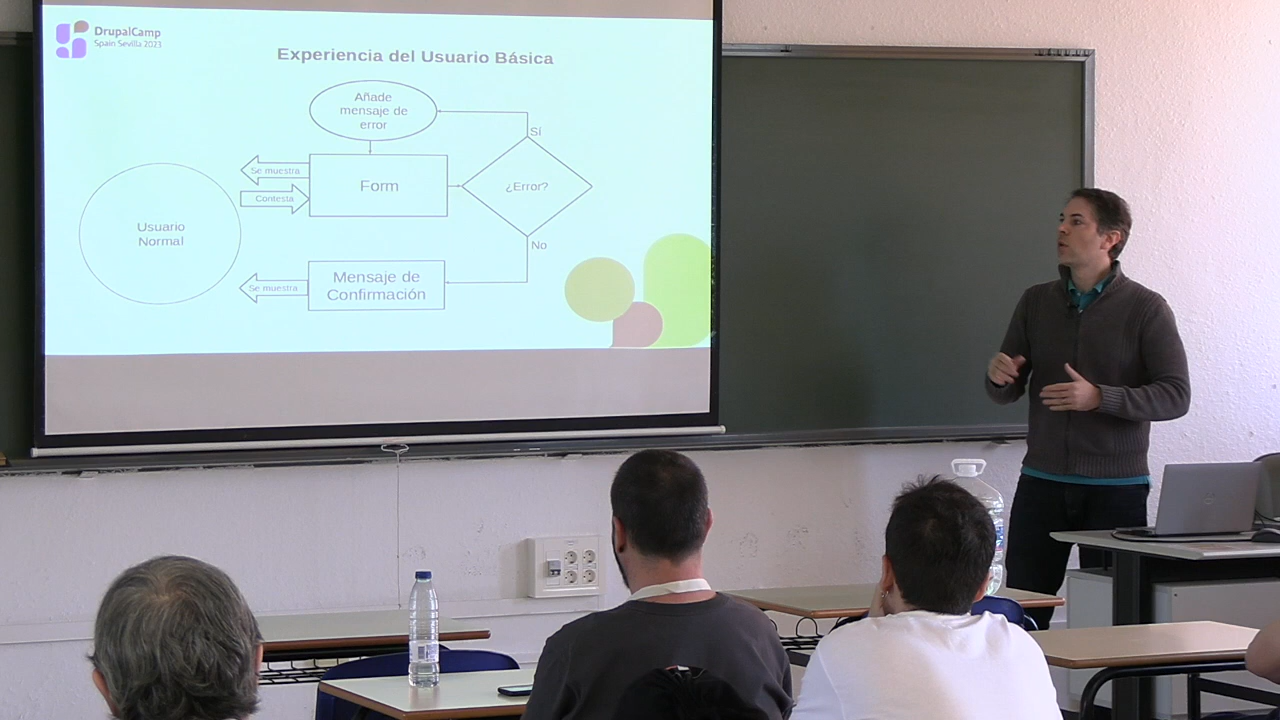 DrupalCamp
Spain Sevilla 2023
Experiencia del Usuario Básica
Añade
mensaje de
error
Sí
Se muestra
Form
¿Error?
Contesta
Usuario
Normal
No
Mensaje de
Confirmación
Se muestra